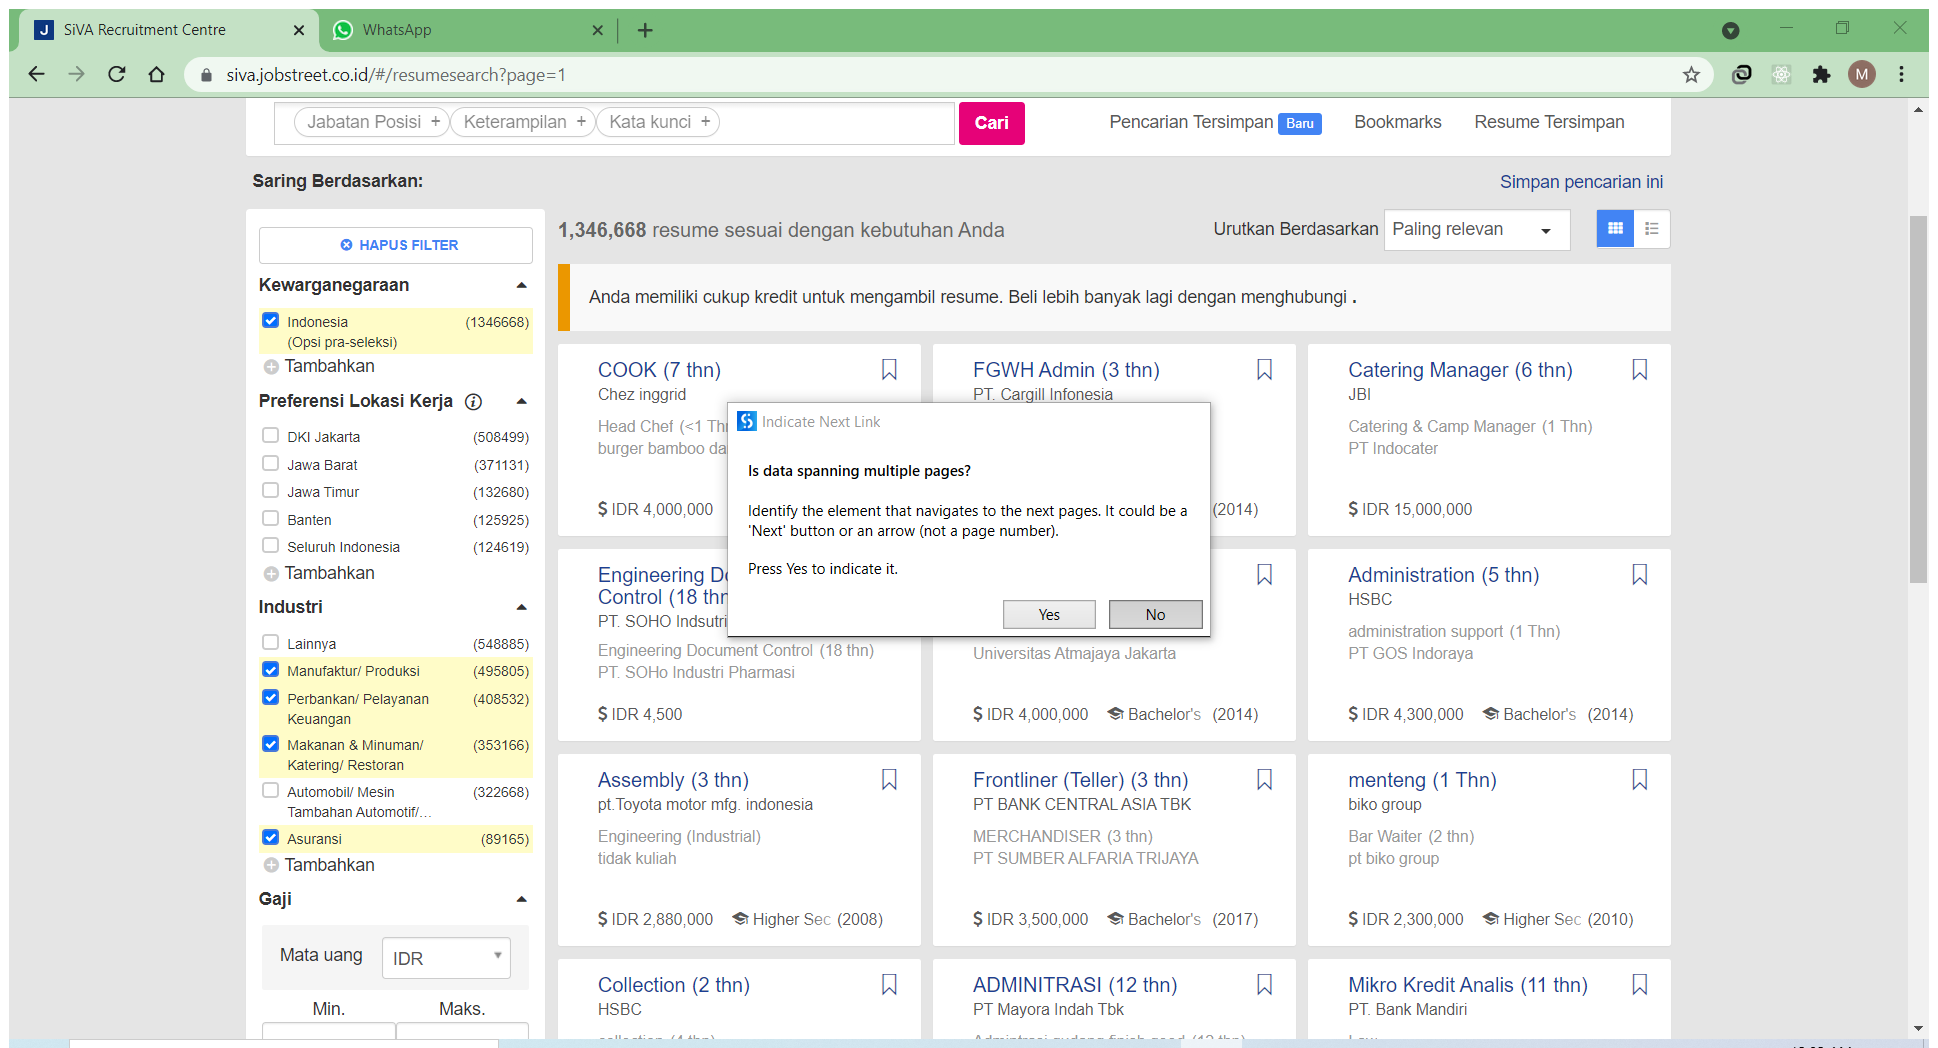 SiVA Recruitment Centre
WhatsApp
siva.jobstreet.co.id/#/resumesearch?page=1
M
Jabatan Posisi +
Keterampilan +
Kata kunci +
Cari
Pencarian Tersimpan Baru
Bookmarks
Resume Tersimpan
Saring Berdasarkan:
Simpan pencarian ini
HAPUS FILTER
Kewarganegaraan
Indonesia (1346668)
(Opsi pra-seleksi)
Tambahkan
Preferensi Lokasi Kerja
DKI Jakarta (508499)
Jawa Barat (371131)
Jawa Timur (132680)
Banten (125925)
Seluruh Indonesia (124619)
Tambahkan
Industri
Lainnya (548885)
Manufaktur/ Produksi (495805)
Perbankan/ Pelayanan (408532)
Keuangan
Makanan & Minuman/ (353166)
Katering/ Restoran
Automobil/ Mesin (322668)
Tambahan Automotif/...
Asuransi (89165)
Tambahkan
Gaji
Mata uang IDR
Min. Maks.
1,346,668 resume sesuai dengan kebutuhan Anda
Urutkan Berdasarkan Paling relevan
Anda memiliki cukup kredit untuk mengambil resume. Beli lebih banyak lagi dengan menghubungi .
COOK (7 thn)
Chez inggrid
Head Chef (<1 Th
burger bamboo da
$ IDR 4,000,000
FGWH Admin (3 thn)
PT. Cargill Infonesia
(2014)
Catering Manager (6 thn)
JBI
Catering & Camp Manager (1 Thn)
PT Indocater
$ IDR 15,000,000
Indicate Next Link
Is data spanning multiple pages?
Identify the element that navigates to the next pages. It could be a
'Next' button or an arrow (not a page number).
Press Yes to indicate it.
Yes
No
Engineering D
Control (18 thn
PT. SOHO Indsutri
Engineering Document Control (18 thn)
PT. SOHo Industri Pharmasi
$ IDR 4,500
Universitas Atmajaya Jakarta
$ IDR 4,000,000 Bachelor's (2014)
Administration (5 thn)
HSBC
administration support (1 Thn)
PT GOS Indoraya
$ IDR 4,300,000 Bachelor's (2014)
Assembly (3 thn)
pt.Toyota motor mfg. indonesia
Engineering (Industrial)
tidak kuliah
$ IDR 2,880,000 Higher Sec (2008)
Frontliner (Teller) (3 thn)
PT BANK CENTRAL ASIA TBK
MERCHANDISER (3 thn)
PT SUMBER ALFARIA TRIJAYA
$ IDR 3,500,000 Bachelor's (2017)
menteng (1 Thn)
biko group
Bar Waiter (2 thn)
pt biko group
$ IDR 2,300,000 Higher Sec (2010)
Collection (2 thn)
HSBC
ADMINITRASI (12 thn)
PT Mayora Indah Tbk
Mikro Kredit Analis (11 thn)
PT. Bank Mandiri